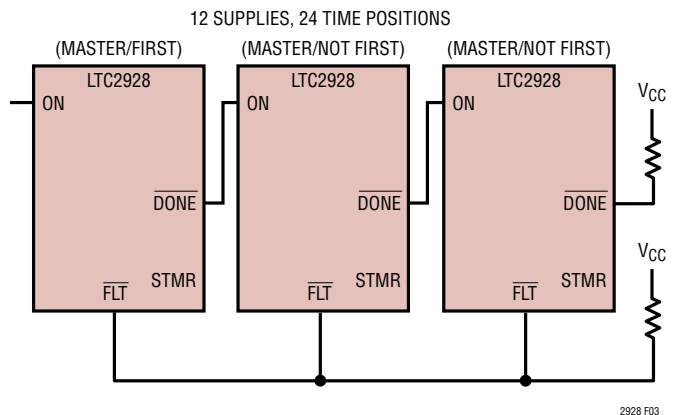 12 SUPPLIES, 24 TIME POSITIONS
(MASTER/FIRST) (MASTER/NOT FIRST) (MASTER/NOT FIRST)
LTC2928 LTC2928 LTC2928
VCC
ON ON ON
DONE DONE DONE
VCC
STMR STMR STMR
FLT FLT FLT
2928 F03